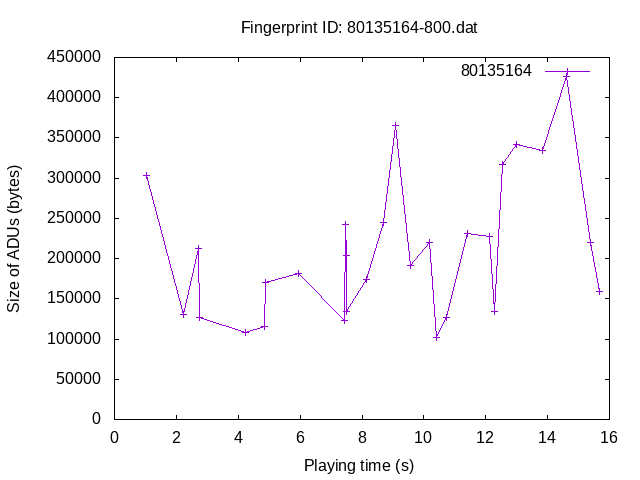 Fingerprint ID: 80135164-800.dat
80135164
450000
400000
350000
300000
250000
200000
150000
100000
50000
0
Size of ADUs (bytes)
0 2 4 6 8 10 12 14 16
Playing time (s)